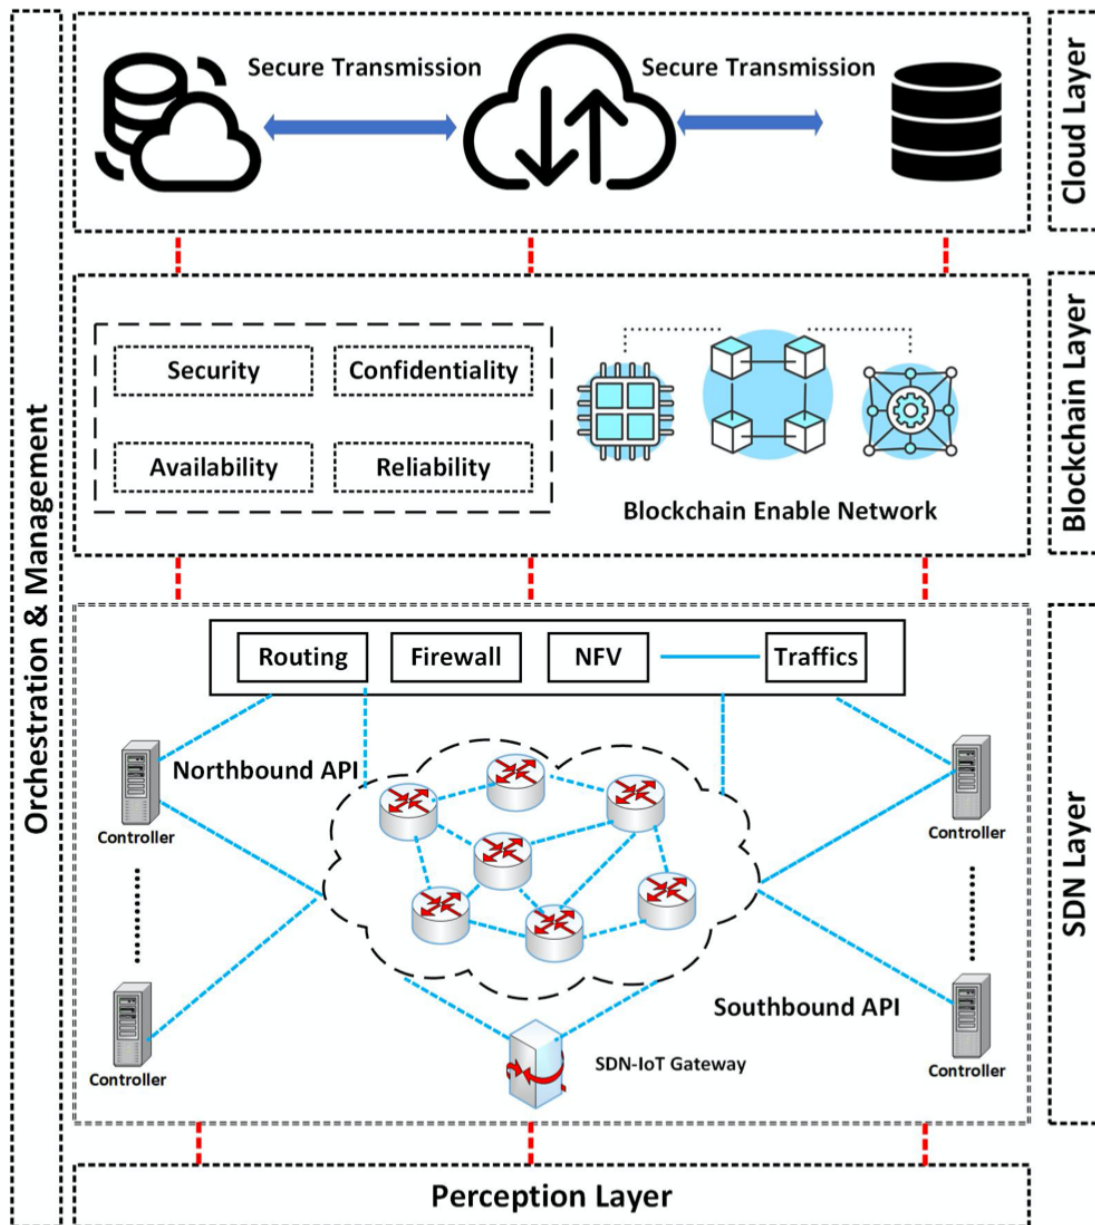 Orchestration & Management
Secure Transmission
Secure Transmission
Cloud Layer
Security
Confidentiality
Availability
Reliability
Blockchain Enable Network
Blockchain Layer
Routing
Firewall
NFV
Traffics
Northbound API
Controller
Controller
Controller
Controller
Southbound API
SDN-IoT Gateway
SDN Layer
Perception Layer